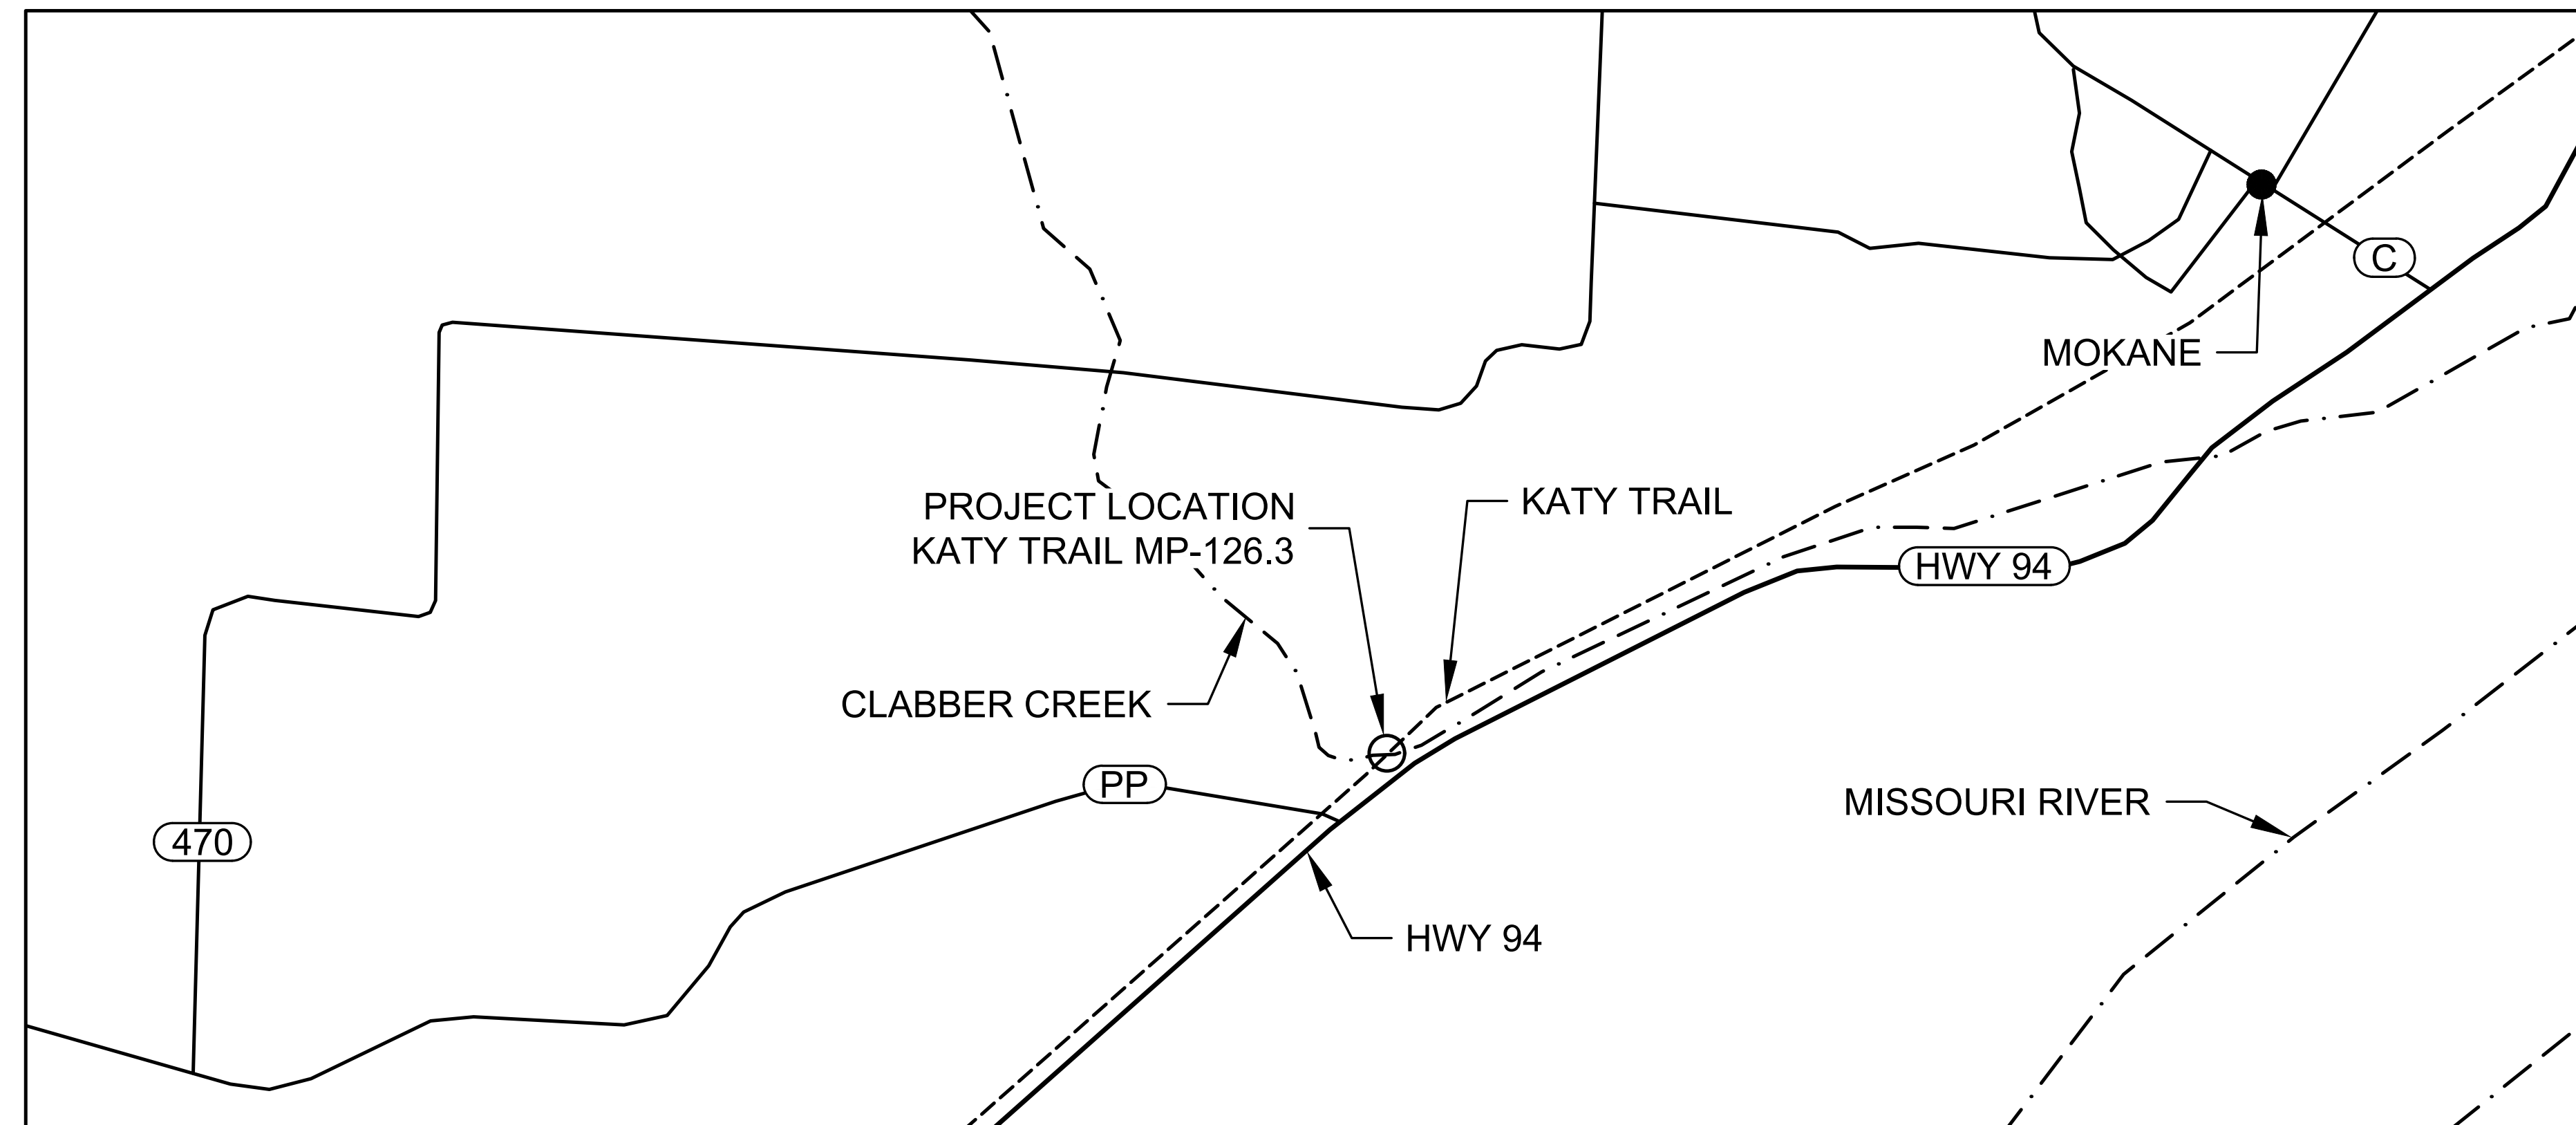 C
MOKANE
PROJECT LOCATION
KATY TRAIL MP-126.3
KATY TRAIL
HWY 94
CLABBER CREEK
PP
MISSOURI RIVER
470
HWY 94